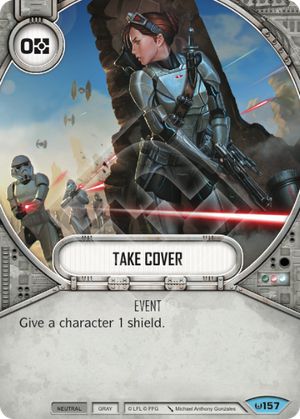 0
TAKE COVER
EVENT
Give a character 1 shield.
NEUTRAL GRAY © LFL © FFG Michael Anthony Gonzales 157